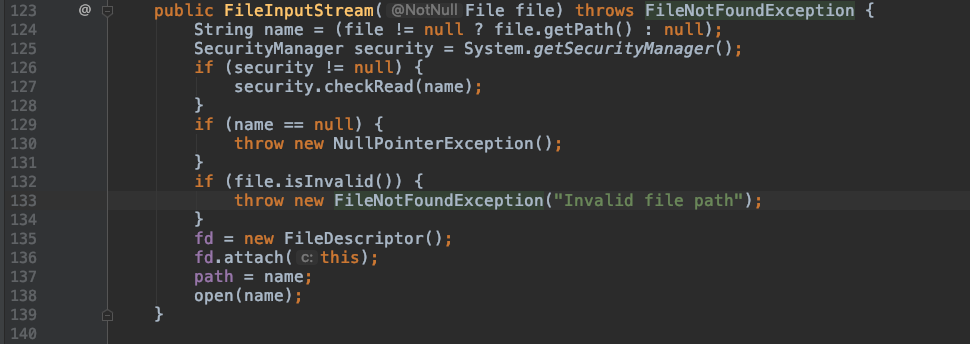 123 @ public FileInputStream( @NotNull File file) throws FileNotFoundException {
124 String name = (file != null ? file.getPath() : null);
125 SecurityManager security = System.getSecurityManager();
126 if (security != null) {
127 security.checkRead(name);
128 }
129 if (name == null) {
130 throw new NullPointerException();
131 }
132 if (file.isInvalid()) {
133 throw new FileNotFoundException("Invalid file path");
134 }
135 fd = new FileDescriptor();
136 fd.attach( c: this);
137 path = name;
138 open(name);
139 }
140